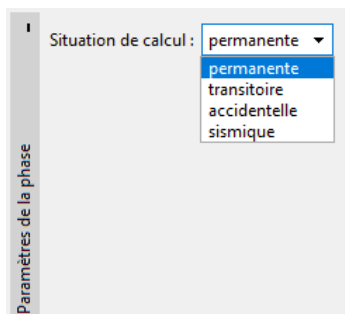 Situation de calcul : permanente
permanente
transitoire
accidentelle
sismique
Paramètres de la phase